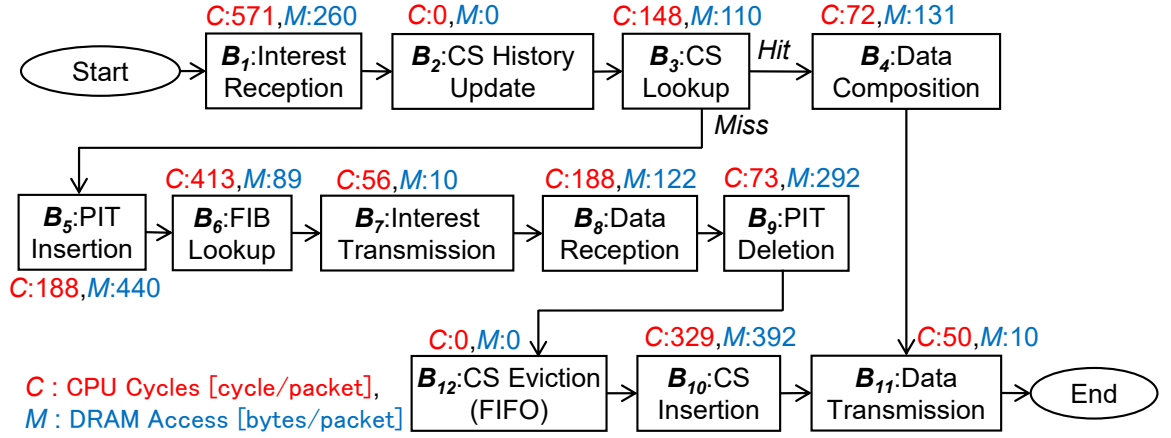 C:571,M:260
C:0,M:0
C:148,M:110
C:72,M:131
Start
B1:Interest
Reception
B2:CS History
Update
B3:CS
Lookup
Hit
B4:Data
Composition
Miss
C:413,M:89
C:56,M:10
C:188,M:122
C:73,M:292
B5:PIT
Insertion
B6:FIB
Lookup
B7:Interest
Transmission
B8:Data
Reception
B9:PIT
Deletion
C:188,M:440
C:0,M:0
C:329,M:392
C:50,M:10
B12:CS Eviction
(FIFO)
B10:CS
Insertion
B11:Data
Transmission
End
C : CPU Cycles [cycle/packet],
M : DRAM Access [bytes/packet]